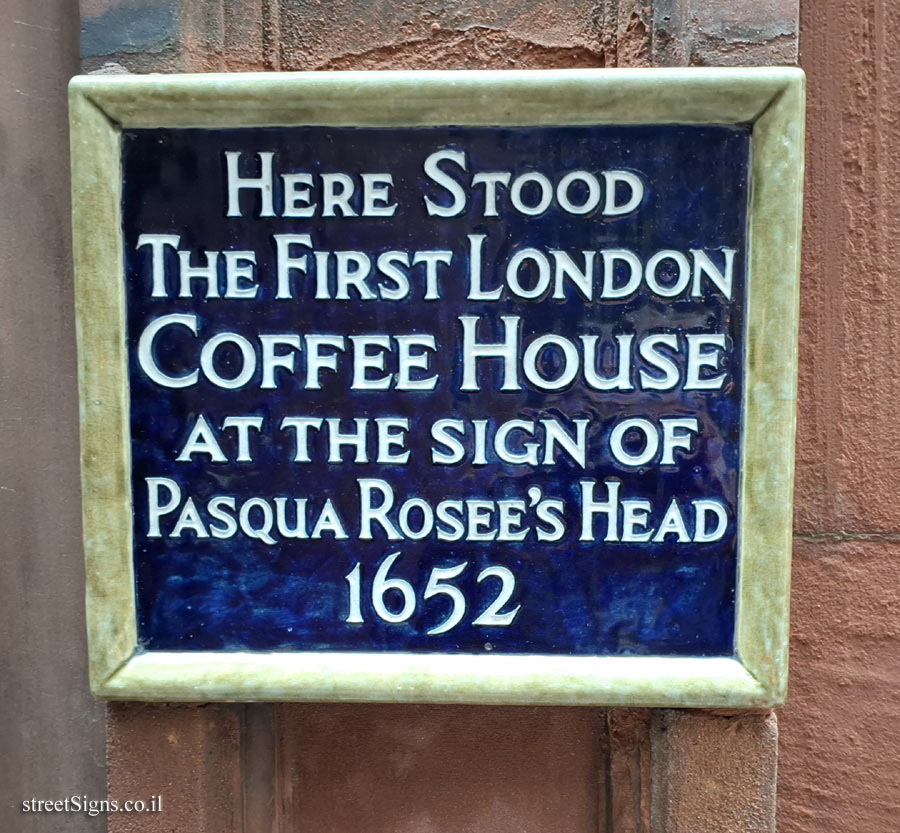 HERE STOOD
THE FIRST LONDON
COFFEE HOUSE
AT THE SIGN OF
PASQUA ROSEE'S HEAD
1652
streetSigns.co.il